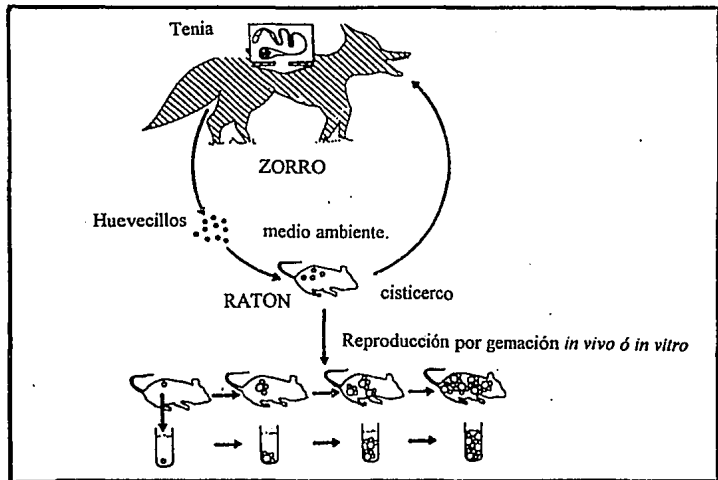 Tenia
ZORRO
Huevecillos
medio ambiente.
RATON
cisticerco
Reproducción por gemación in vivo ó in vitro